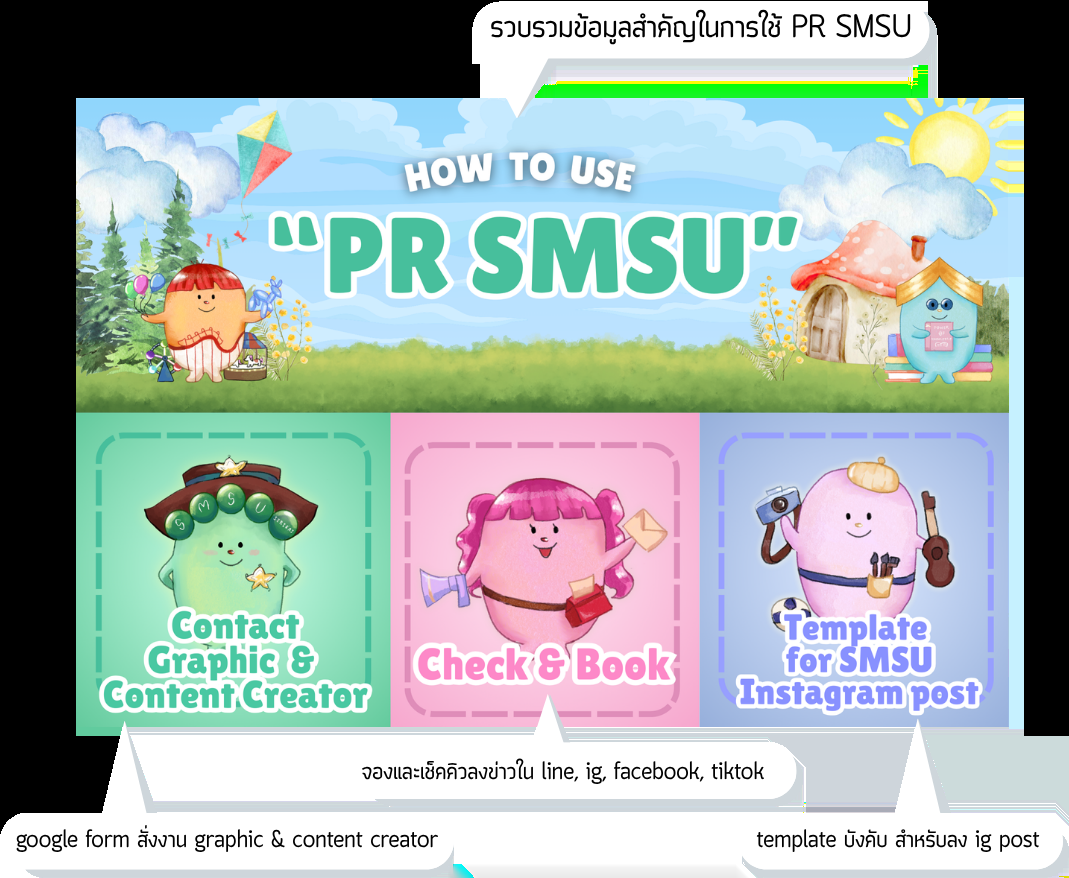 รวบรวมข้อมูลสำคัญในการใช้ PR SMSU
HOW TO USE
“PR SMSU”
S M S U
Contact
Graphic &
Content Creator
Check & Book
Template
for SMSU
Instagram post
จองและเช็คคิวลงข่าวใน line, ig, facebook, tiktok
google form สั่งงาน graphic & content creator
template บังคับ สำหรับลง ig post